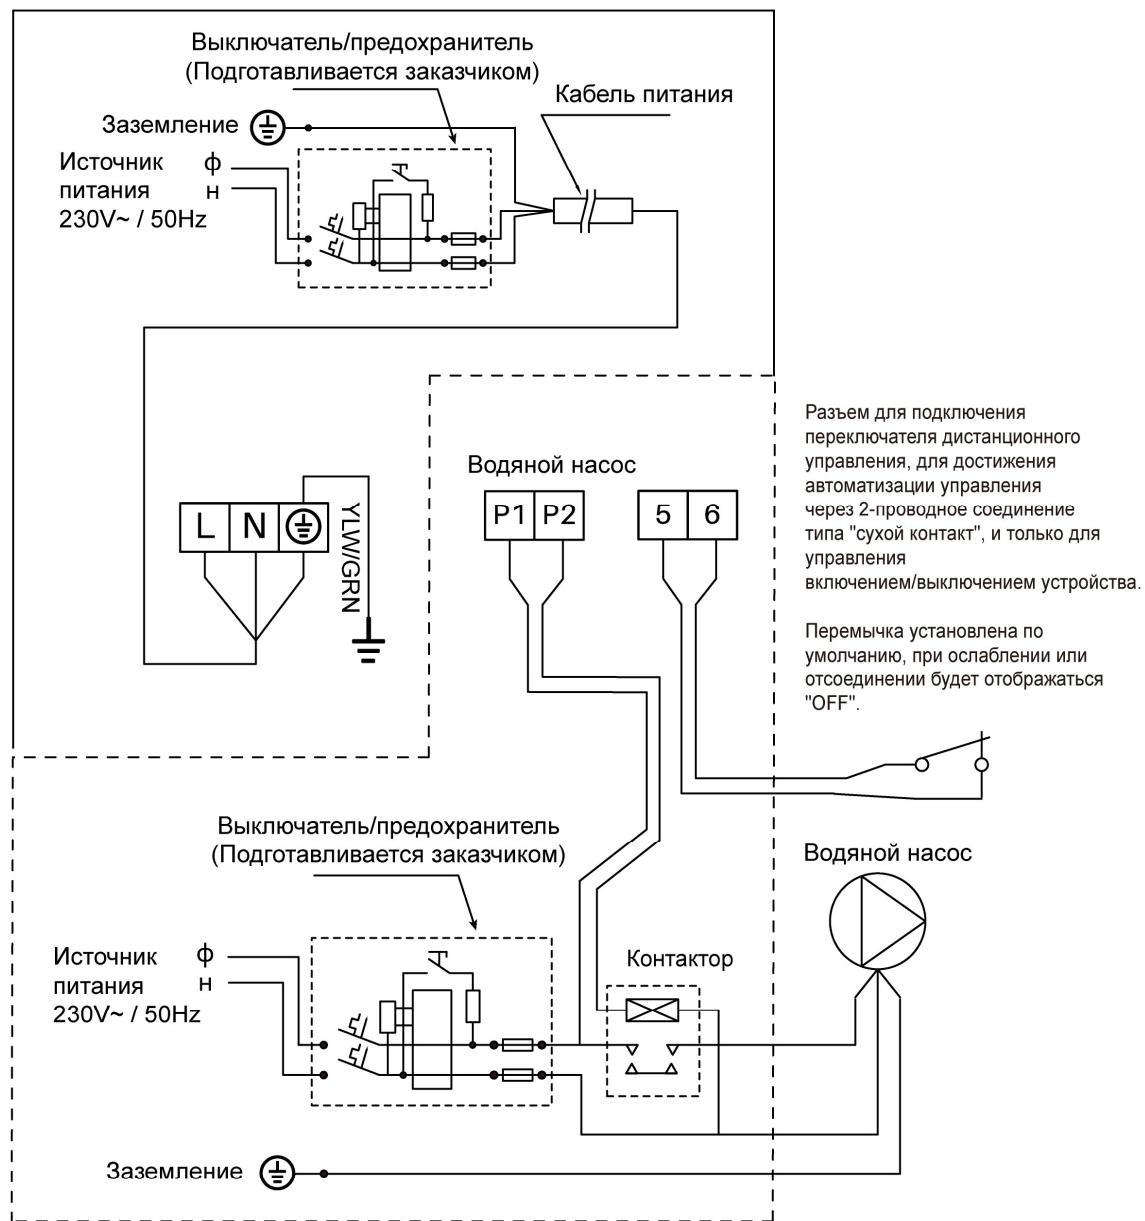 Выключатель/предохранитель
(Подготавливается заказчиком)
Кабель питания
Заземление
Источник ф
питания н
230V~ / 50Hz
Разъем для подключения
переключателя дистанционного
управления, для достижения
автоматизации управления
через 2-проводное соединение
типа "сухой контакт", и только для
управления
включением/выключением устройства.
Перемычка установлена по
умолчанию, при ослаблении или
отсоединении будет отображаться
"OFF".
Водяной насос
L N
YLW/GRN
P1 P2
5 6
Выключатель/предохранитель
(Подготавливается заказчиком)
Водяной насос
Источник ф
питания н
230V~ / 50Hz
Контактор
Заземление